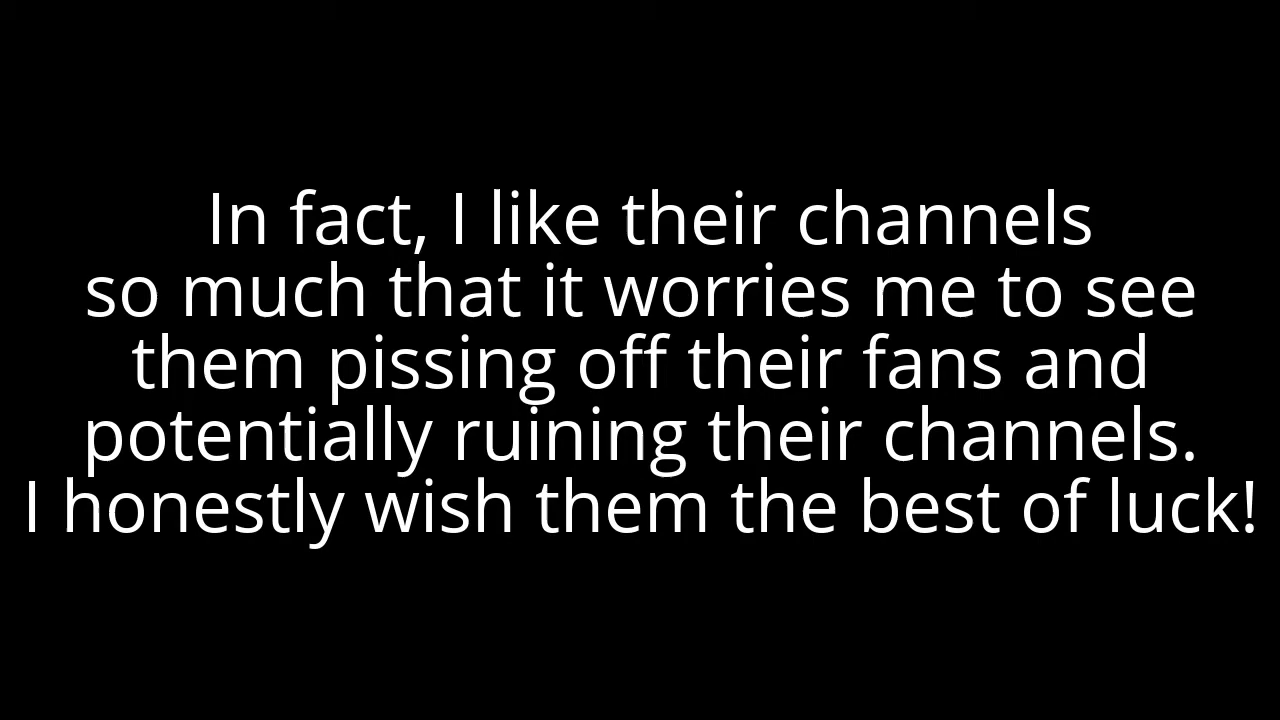 In fact, I like their channels
so much that it worries me to see
them pissing off their fans and
potentially ruining their channels.
I honestly wish them the best of luck!